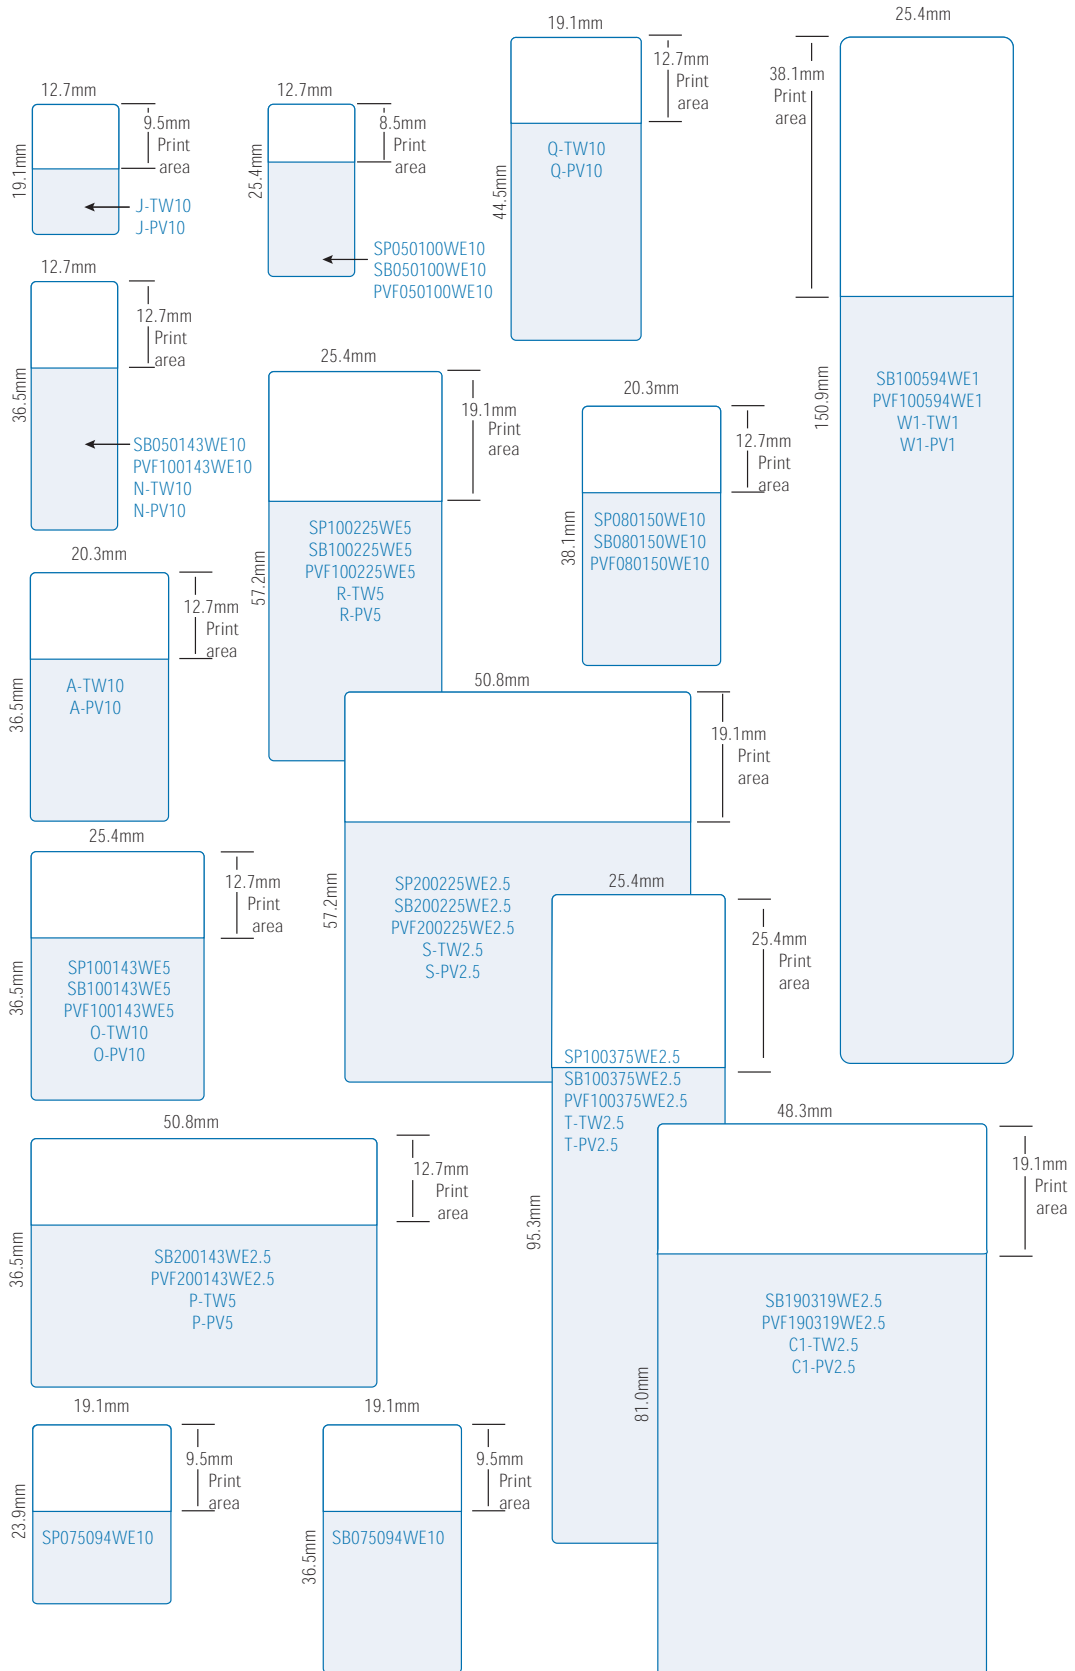 12.7mm
9.5mm
Print
area
19.1mm
J-TW10
J-PV10
12.7mm
8.5mm
Print
area
25.4mm
SP050100WE10
SB050100WE10
PVF050100WE10
19.1mm
12.7mm
Print
area
44.5mm
Q-TW10
Q-PV10
25.4mm
38.1mm
Print
area
150.9mm
SB100594WE1
PVF100594WE1
W1-TW1
W1-PV1
12.7mm
12.7mm
Print
area
36.5mm
SB050143WE10
PVF100143WE10
N-TW10
N-PV10
25.4mm
19.1mm
Print
area
57.2mm
SP100225WE5
SB100225WE5
PVF100225WE5
R-TW5
R-PV5
20.3mm
12.7mm
Print
area
38.1mm
SP080150WE10
SB080150WE10
PVF080150WE10
20.3mm
12.7mm
Print
area
36.5mm
A-TW10
A-PV10
50.8mm
19.1mm
Print
area
57.2mm
SP200225WE2.5
SB200225WE2.5
PVF200225WE2.5
S-TW2.5
S-PV2.5
25.4mm
12.7mm
Print
area
36.5mm
SP100143WE5
SB100143WE5
PVF100143WE5
O-TW10
O-PV10
25.4mm
25.4mm
Print
area
95.3mm
SP100375WE2.5
SB100375WE2.5
PVF100375WE2.5
T-TW2.5
T-PV2.5
50.8mm
12.7mm
Print
area
36.5mm
SB200143WE2.5
PVF200143WE2.5
P-TW5
P-PV5
48.3mm
19.1mm
Print
area
81.0mm
SB190319WE2.5
PVF190319WE2.5
C1-TW2.5
C1-PV2.5
19.1mm
9.5mm
Print
area
23.9mm
SP075094WE10
19.1mm
9.5mm
Print
area
36.5mm
SB075094WE10